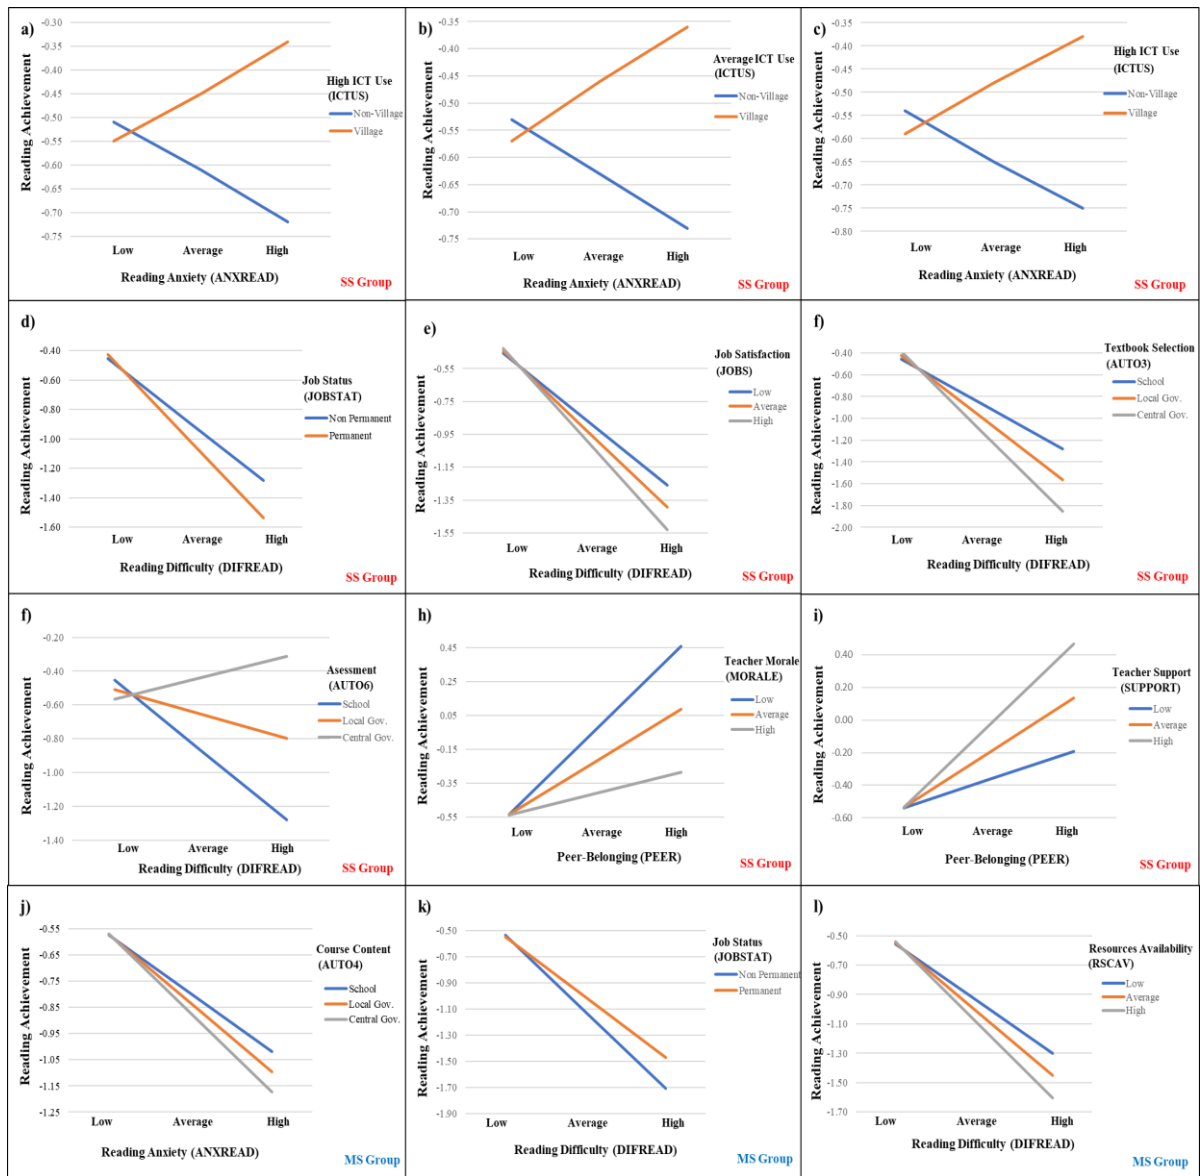 a)
-0.30
-0.35
-0.40
-0.45
-0.50
-0.55
-0.60
-0.65
-0.70
-0.75
Reading Achievement
High ICT Use
(ICTUS)
Non-Village
Village
Low Average High
Reading Anxiety (ANXREAD)
SS Group
b)
-0.35
-0.40
-0.45
-0.50
-0.55
-0.60
-0.65
-0.70
-0.75
Reading Achievement
Average ICT Use
(ICTUS)
Non-Village
Village
Low Average High
Reading Anxiety (ANXREAD)
SS Group
c)
-0.35
-0.40
-0.45
-0.50
-0.55
-0.60
-0.65
-0.70
-0.75
-0.80
Reading Achievement
High ICT Use
(ICTUS)
Non-Village
Village
Low Average High
Reading Anxiety (ANXREAD)
SS Group
d)
-0.40
-0.60
-0.80
-1.00
-1.20
-1.40
-1.60
Reading Achievement
Job Status
(JOBSTAT)
Non Permanent
Permanent
Low Average High
Reading Difficulty (DIFREAD)
SS Group
e)
-0.55
-0.75
-0.95
-1.15
-1.35
-1.55
Reading Achievement
Job Satisfaction
(JOBS)
Low
Average
High
Low Average High
Reading Difficulty (DIFREAD)
SS Group
f)
-0.40
-0.60
-0.80
-1.00
-1.20
-1.40
-1.60
-1.80
-2.00
Reading Achievement
Textbook Selection
(AUTO3)
School
Local Gov.
Central Gov.
Low Average High
Reading Difficulty (DIFREAD)
SS Group
f)
-0.20
-0.40
-0.60
-0.80
-1.00
-1.20
-1.40
Reading Achievement
Asessment
(AUTO6)
School
Local Gov.
Central Gov.
Low Average High
Reading Difficulty (DIFREAD)
SS Group
h)
0.45
0.25
0.05
-0.15
-0.35
-0.55
Reading Achievement
Teacher Morale
(MORALE)
Low
Average
High
Low Average High
Peer-Belonging (PEER)
SS Group
i)
0.40
0.20
0.00
-0.20
-0.40
-0.60
Reading Achievement
Teacher Support
(SUPPORT)
Low
Average
High
Low Average High
Peer-Belonging (PEER)
SS Group
j)
-0.55
-0.65
-0.75
-0.85
-0.95
-1.05
-1.15
-1.25
Reading Achievement
Course Content
(AUTO4)
School
Local Gov.
Central Gov.
Low Average High
Reading Anxiety (ANXREAD)
MS Group
k)
-0.50
-0.70
-0.90
-1.10
-1.30
-1.50
-1.70
-1.90
Reading Achievement
Job Status
(JOBSTAT)
Non Permanent
Permanent
Low Average High
Reading Difficulty (DIFREAD)
MS Group
l)
-0.50
-0.70
-0.90
-1.10
-1.30
-1.50
-1.70
Reading Achievement
Resources Availability
(RSCAV)
Low
Average
High
Low Average High
Reading Difficulty (DIFREAD)
MS Group